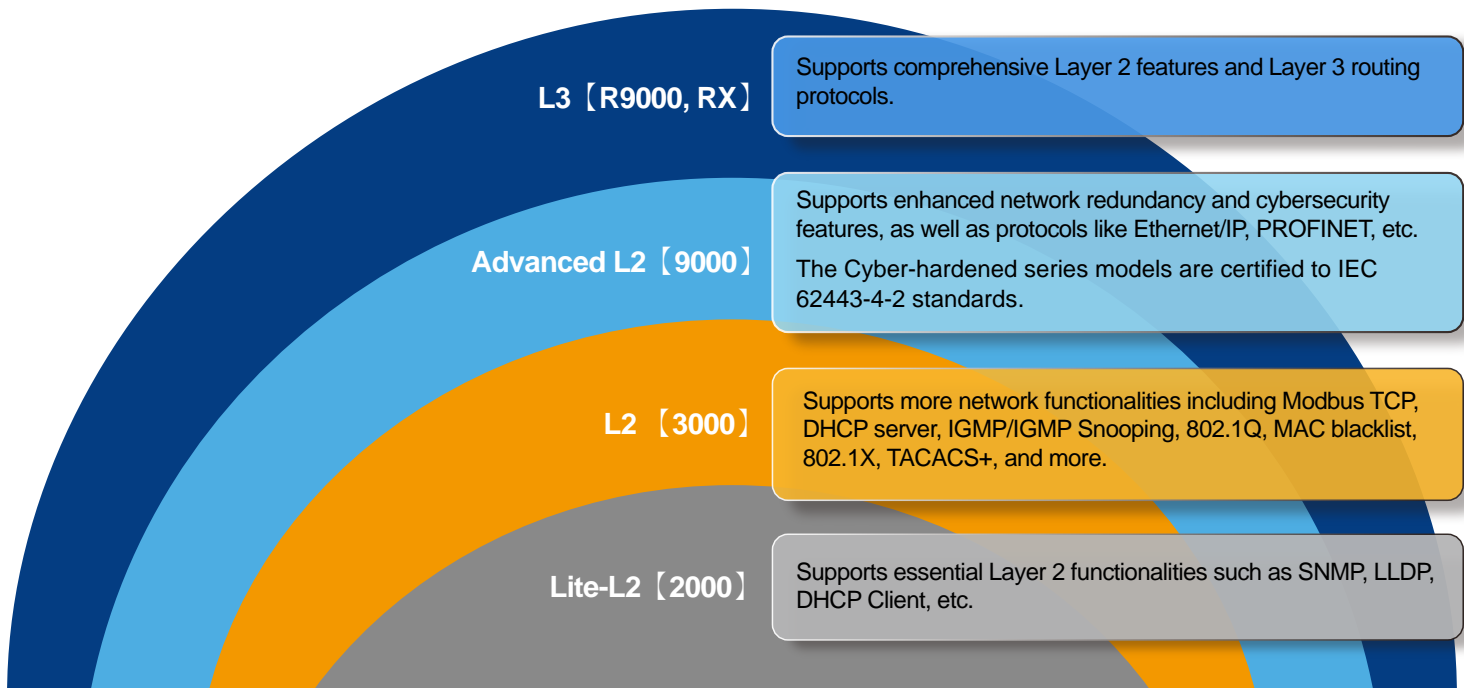 L3【R9000, RX】
Supports comprehensive Layer 2 features and Layer 3 routing
protocols.
Advanced L2【9000】
Supports enhanced network redundancy and cybersecurity
features, as well as protocols like Ethernet/IP, PROFINET, etc.
The Cyber-hardened series models are certified to IEC
62443-4-2 standards.
L2 【3000】
Supports more network functionalities including Modbus TCP,
DHCP server, IGMP/IGMP Snooping, 802.1Q, MAC blacklist,
802.1X, TACACS+, and more.
Lite-L2【2000】
Supports essential Layer 2 functionalities such as SNMP, LLDP,
DHCP Client, etc.